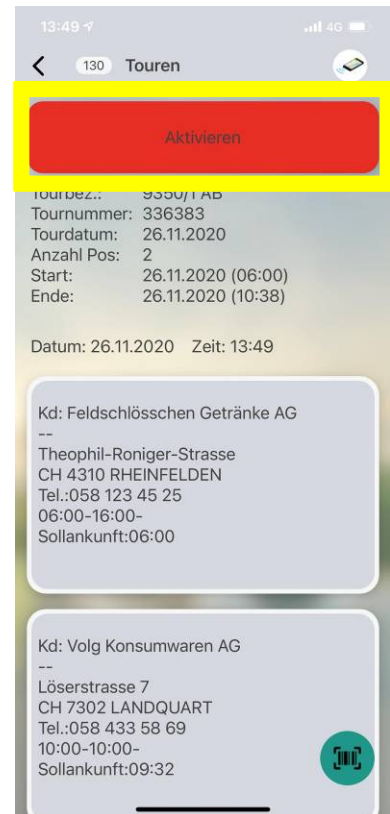 13:49
4G
130 Touren
Aktivieren
Tourbez.: 9350/1 AB
Tournummer: 336383
Tourdatum: 26.11.2020
Anzahl Pos: 2
Start: 26.11.2020 (06:00)
Ende: 26.11.2020 (10:38)
Datum: 26.11.2020 Zeit: 13:49
Kd: Feldschlösschen Getränke AG
--
Theophil-Roniger-Strasse
CH 4310 RHEINFELDEN
Tel.:058 123 45 25
06:00-16:00-
Sollankunft:06:00
Kd: Volg Konsumwaren AG
--
Löserstrasse 7
CH 7302 LANDQUART
Tel.:058 433 58 69
10:00-10:00-
Sollankunft:09:32